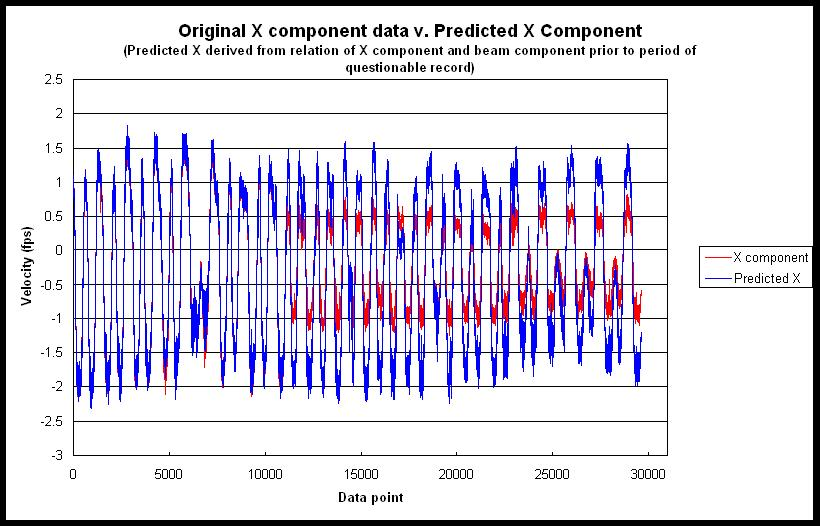 Original X component data v. Predicted X Component
(Predicted X derived from relation of X component and beam component prior to period of
questionable record)
2.5
2
1.5
1
0.5
0
-0.5
-1
-1.5
-2
-2.5
-3
Velocity (fps)
0 5000 10000 15000 20000 25000 30000
Data point
X component
Predicted X